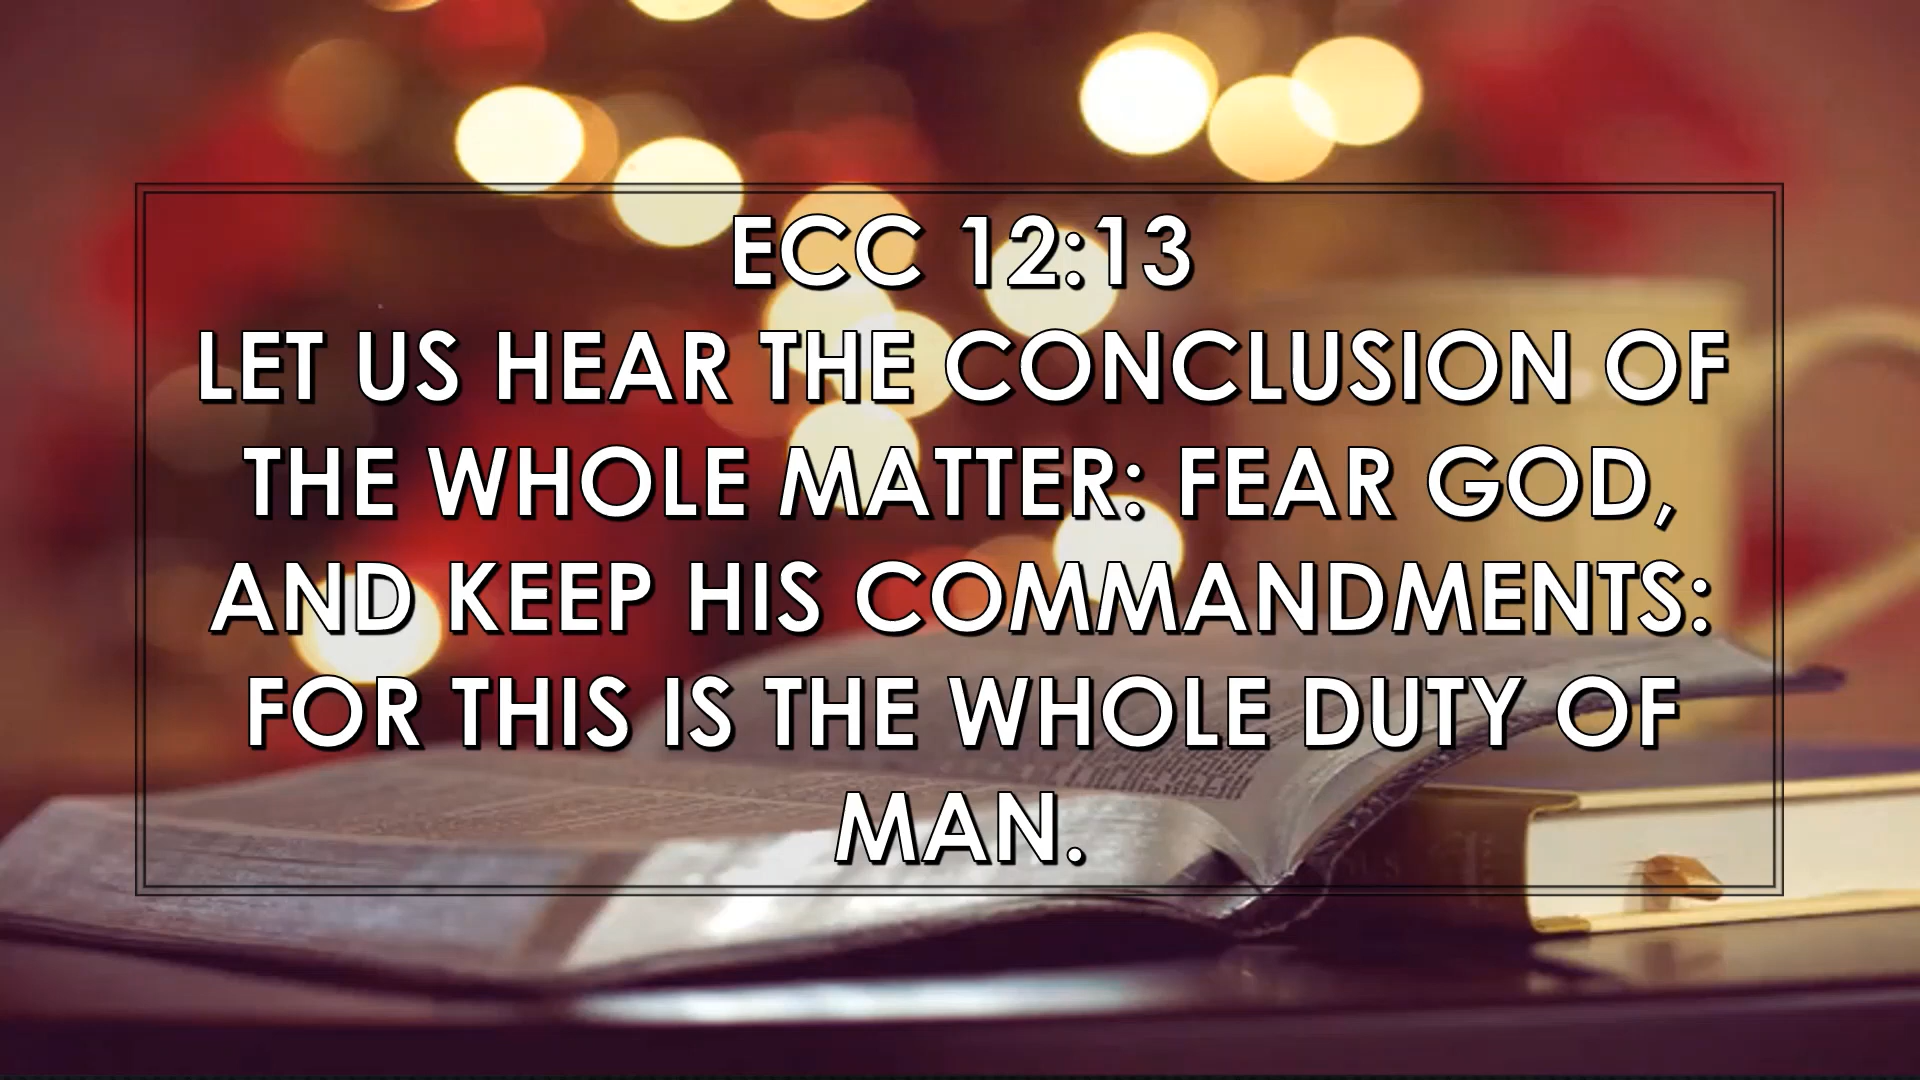 ECC 12:13
LET US HEAR THE CONCLUSION OF
THE WHOLE MATTER: FEAR GOD,
AND KEEP HIS COMMANDMENTS:
FOR THIS IS THE WHOLE DUTY OF
MAN.